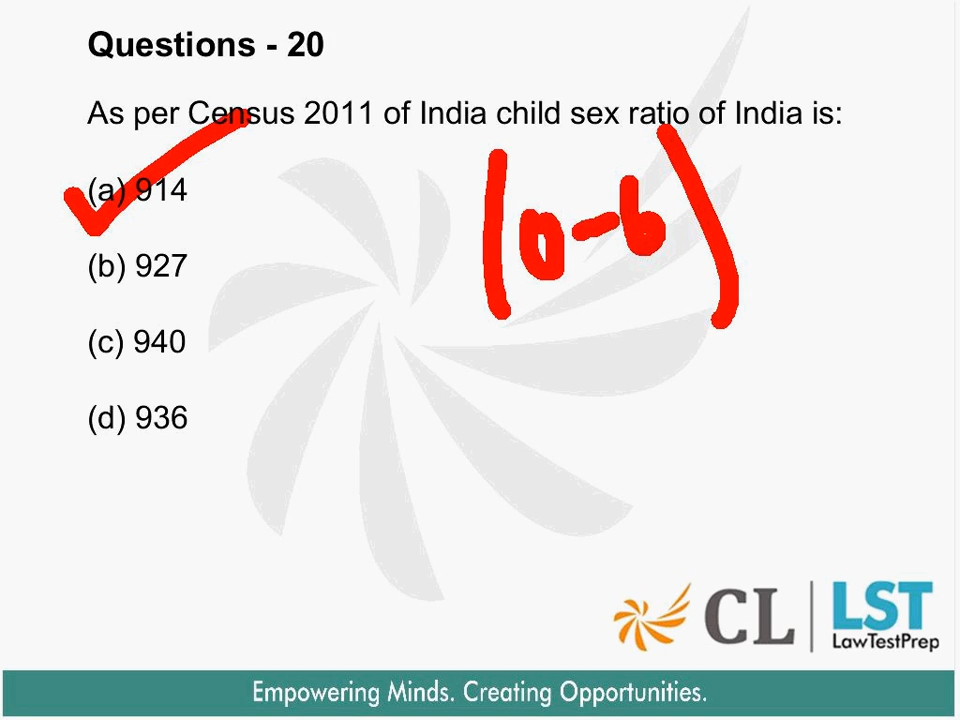 Questions - 20
As per Census 2011 of India child sex ratio of India is:
(a) 914
(0-6)
(b) 927
(c) 940
(d) 936
CL | LST
LawTestPrep
Empowering Minds. Creating Opportunities.